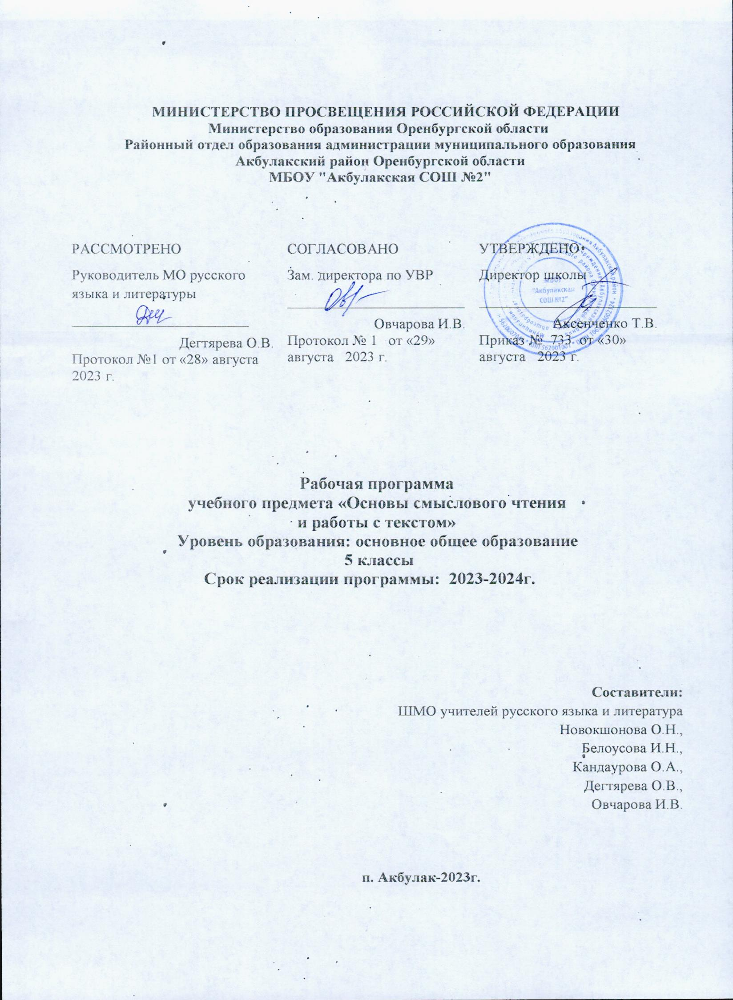 МИНИСТЕРСТВО ПРОСВЕЩЕНИЯ РОССИЙСКОЙ ФЕДЕРАЦИИ
Министерство образования Оренбургской области
Районный отдел образования администрации муниципального образования
Акбулакский район Оренбургской области
МБОУ "Акбулакская СОШ №2"
РАССМОТРЕНО
Руководитель МО русского
языка и литературы
Дегтярева О.В.
Протокол №1 от «28» августа
2023 г.
СОГЛАСОВАНО
Зам. директора по УВР
Овчарова И.В.
Протокол № 1 от «29»
августа 2023 г.
УТВЕРЖДЕНО
Директор школы
Аксенченко Т.В.
Приказ № 733 от «30»
августа 2023 г.
МБОУ
"Акбулакская
СОШ №2"
Рабочая программа
учебного предмета «Основы смыслового чтения
и работы с текстом»
Уровень образования: основное общее образование
5 классы
Срок реализации программы: 2023-2024г.
Составители:
ШМО учителей русского языка и литература
Новокшонова О.Н.,
Белоусова И.Н.,
Кандаурова О.А.,
Дегтярева О.В.,
Овчарова И.В.
п. Акбулак-2023г.